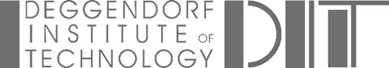 DEGGENDORF
INSTITUTE OF
TECHNOLOGY
DIT